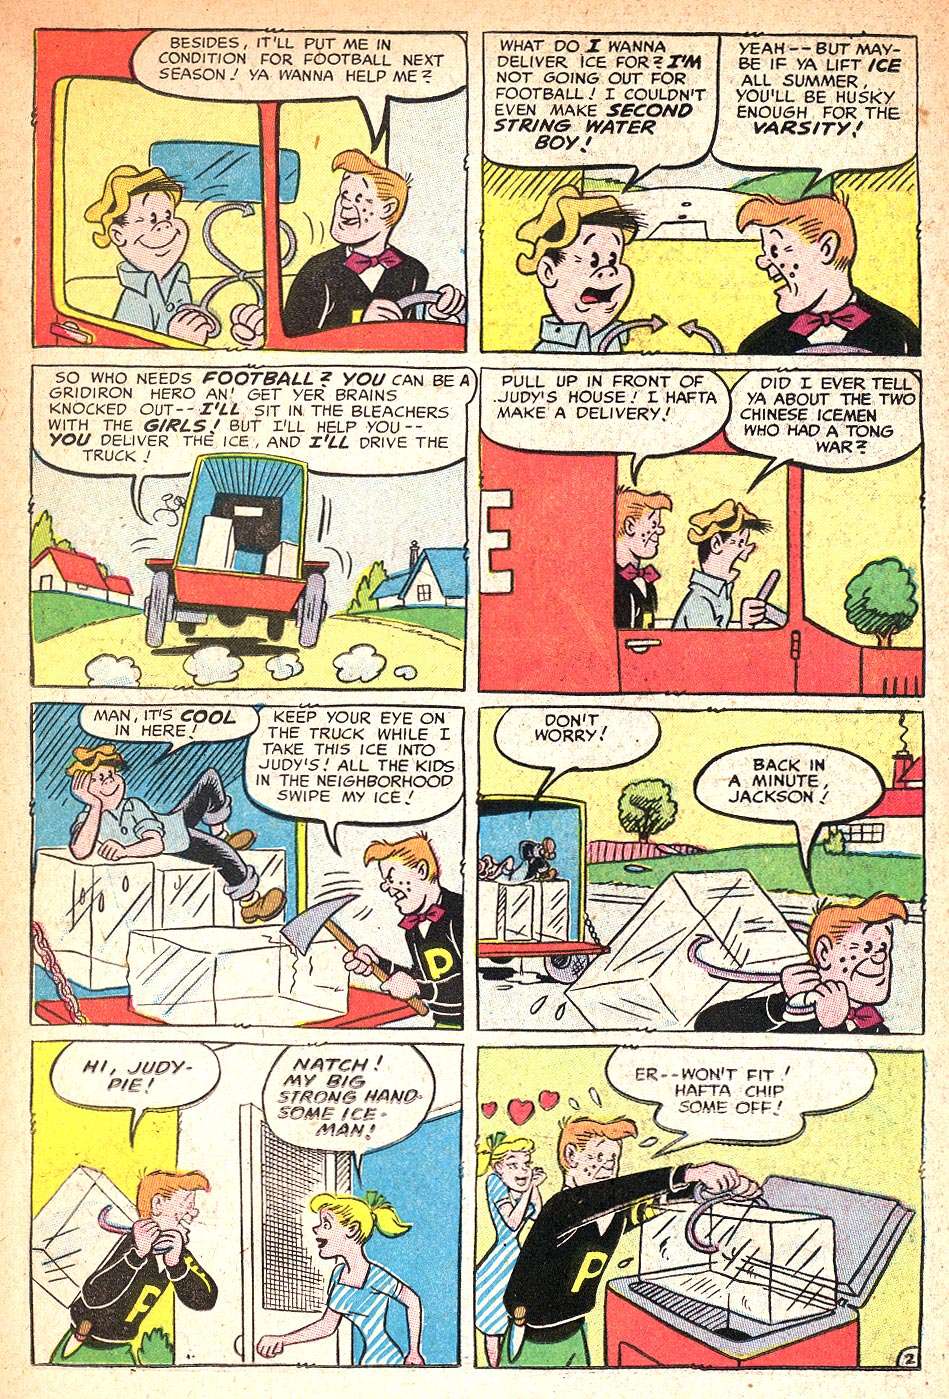 BESIDES, IT'LL PUT ME IN
CONDITION FOR FOOTBALL NEXT
SEASON! YA WANNA HELP ME?
WHAT DO I WANNA
DELIVER ICE FOR? I'M
NOT GOING OUT FOR
FOOTBALL! I COULDN'T
EVEN MAKE SECOND
STRING WATER
BOY!
YEAH -- BUT MAY-
BE IF YA LIFT ICE
ALL SUMMER,
YOU'LL BE HUSKY
ENOUGH FOR THE
VARSITY!
SO WHO NEEDS FOOTBALL? YOU CAN BE A
GRIDIRON HERO AN' GET YER BRAINS
KNOCKED OUT-- I'LL SIT IN THE BLEACHERS
WITH THE GIRLS! BUT I'LL HELP YOU--
YOU DELIVER THE ICE, AND I'LL DRIVE THE
TRUCK!
PULL UP IN FRONT OF
JUDY'S HOUSE! I HAFTA
MAKE A DELIVERY!
DID I EVER TELL
YA ABOUT THE TWO
CHINESE ICEMEN
WHO HAD A TONG
WAR?
E
MAN, IT'S COOL
IN HERE!
KEEP YOUR EYE ON
THE TRUCK WHILE I
TAKE THIS ICE INTO
JUDY'S! ALL THE KIDS
IN THE NEIGHBORHOOD
SWIPE MY ICE!
P
DON'T
WORRY!
BACK IN
A MINUTE,
JACKSON!
HI, JUDY-
PIE!
NATCH!
MY BIG
STRONG HAND-
SOME ICE-
MAN!
P
ER--WON'T FIT!
HAFTA CHIP
SOME OFF!
P
2